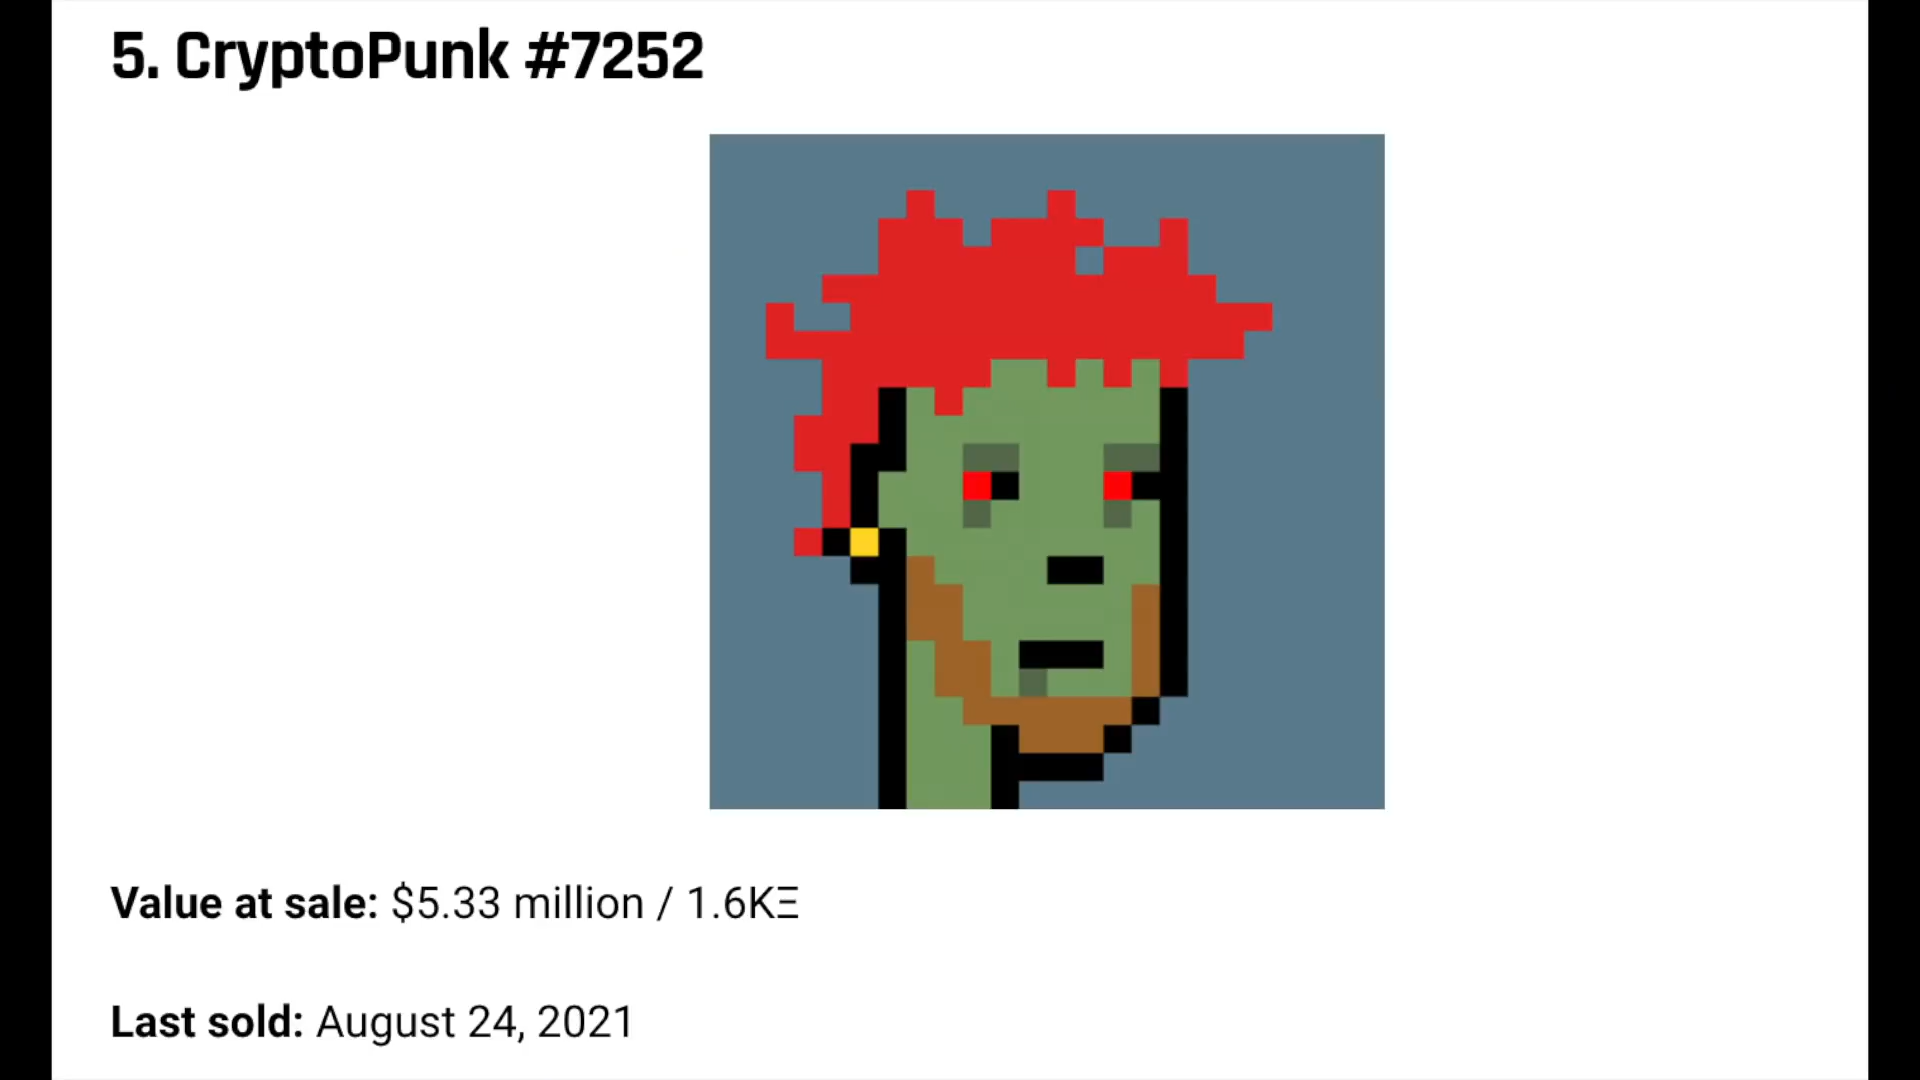 5. CryptoPunk #7252
Value at sale: $5.33 million / 1.6KΞ
Last sold: August 24, 2021